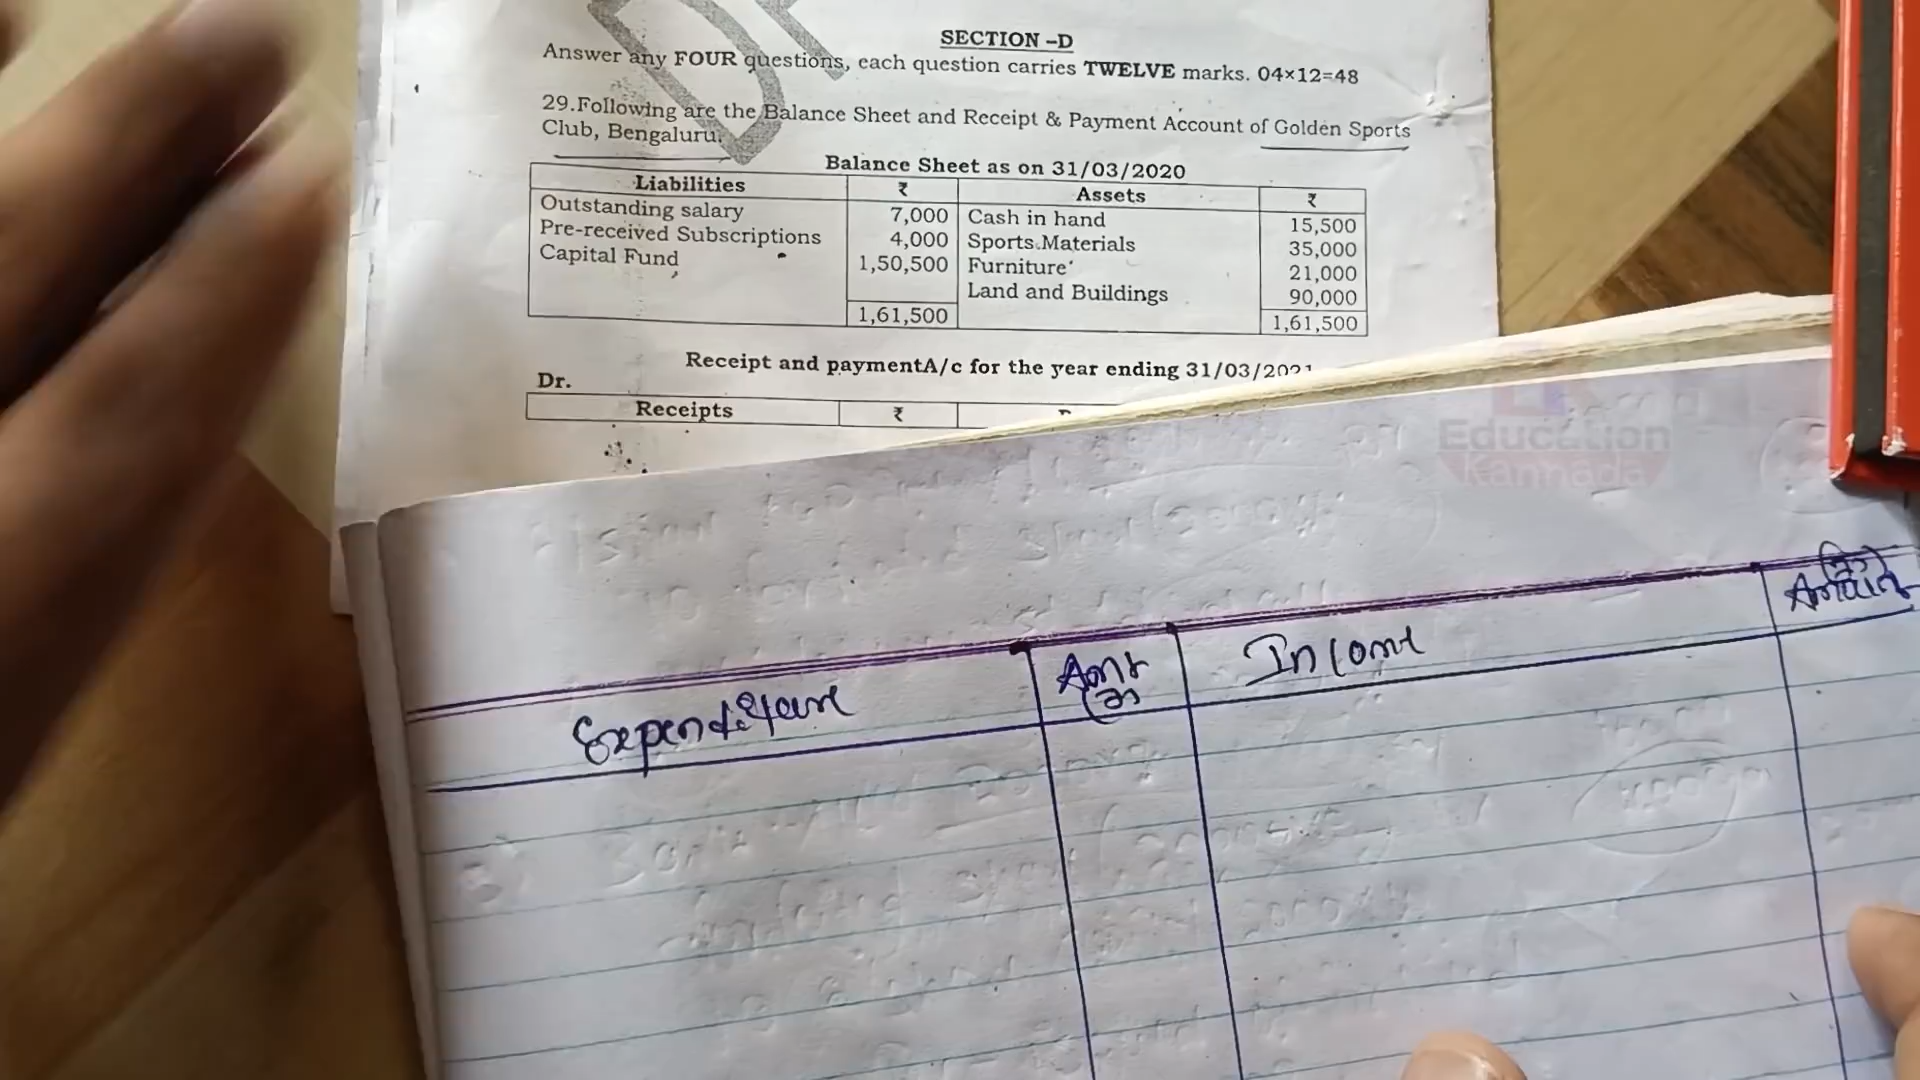 SECTION –D
Answer any FOUR questions, each question carries TWELVE marks. 04×12=48
29.Following are the Balance Sheet and Receipt & Payment Account of Golden Sports
Club, Bengaluru.
Balance Sheet as on 31/03/2020
Liabilities ₹ Assets ₹
Outstanding salary 7,000 Cash in hand 15,500
Pre-received Subscriptions 4,000 Sports Materials 35,000
Capital Fund 1,50,500 Furniture 21,000
Land and Buildings 90,000
1,61,500 1,61,500
Receipt and paymentA/c for the year ending 31/03/2021
Dr.
Receipts ₹
Education
Kannada
Expenditure Amt Income